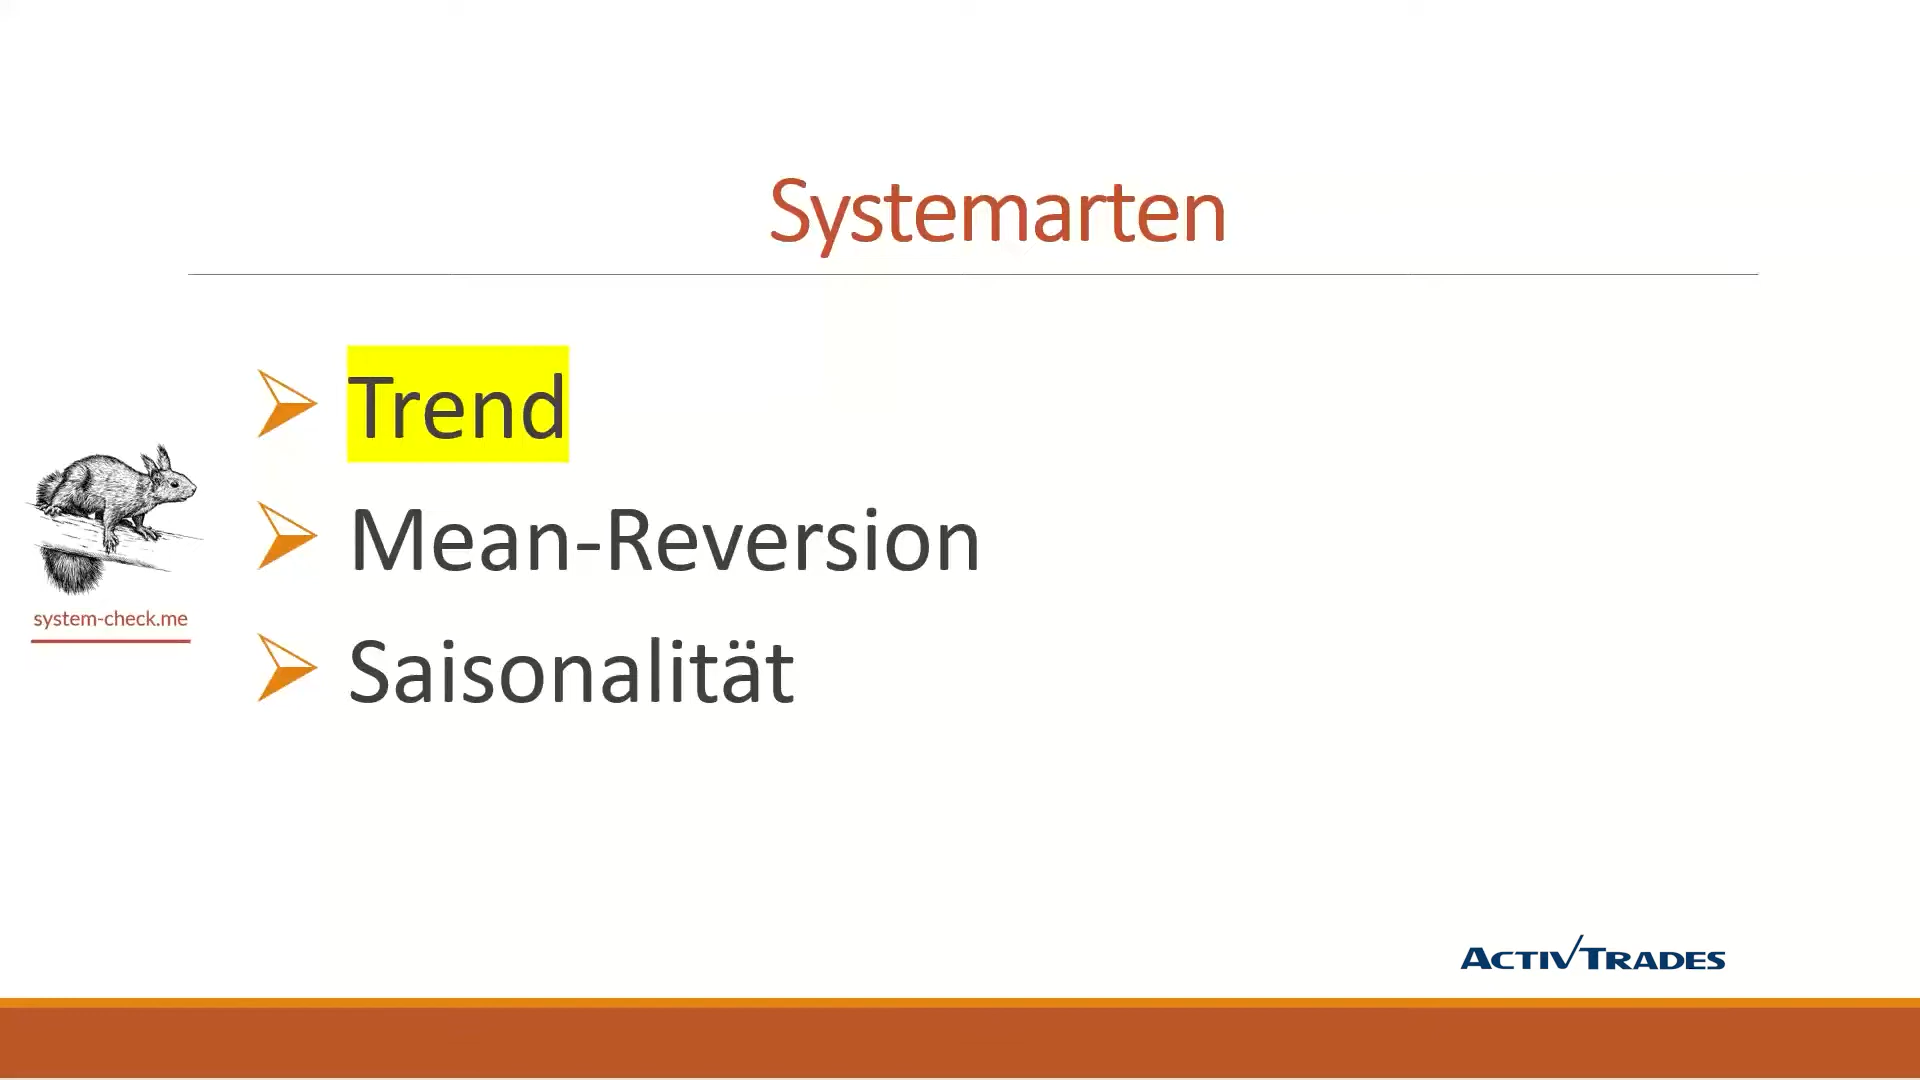 Systemarten
Trend
Mean-Reversion
Saisonalität
system-check.me
ACTIVTRADES